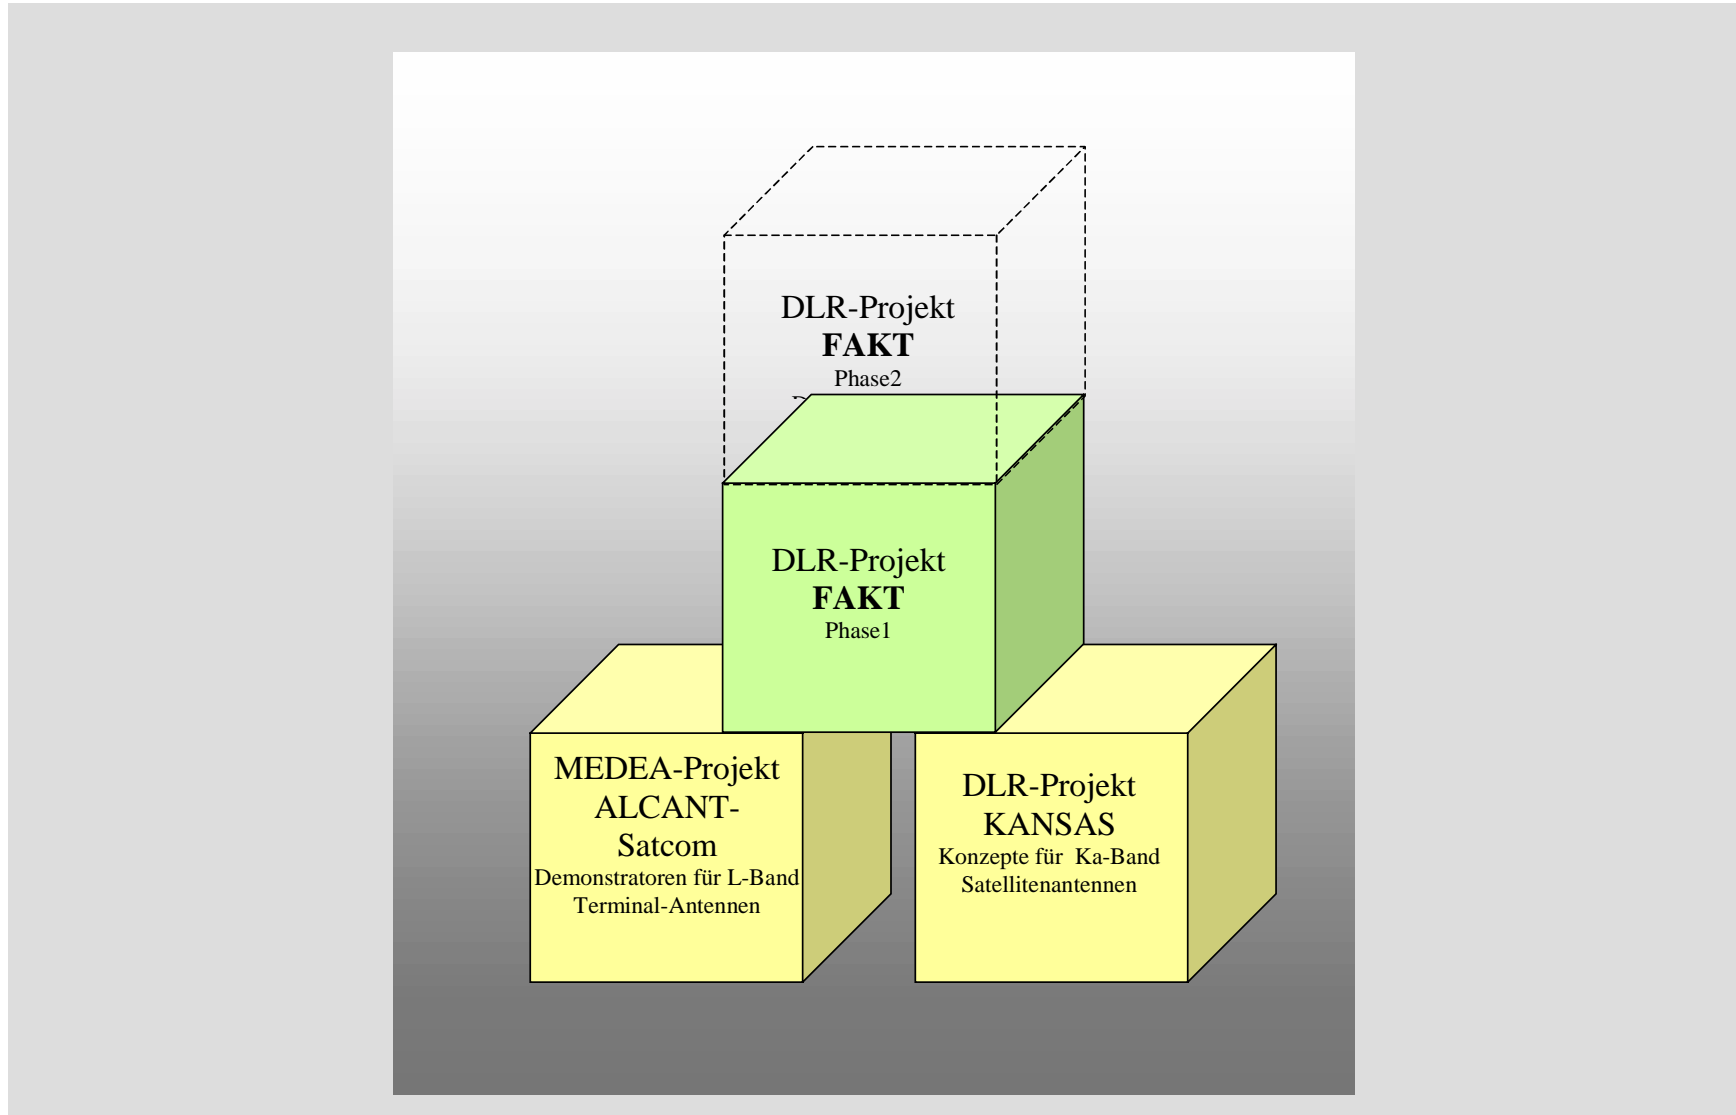 DLR-Projekt
FAKT
Phase2
DLR-Projekt
FAKT
Phase1
MEDEA-Projekt
ALCANT-
Satcom
Demonstratoren für L-Band
Terminal-Antennen
DLR-Projekt
KANSAS
Konzepte für Ka-Band
Satellitenantennen